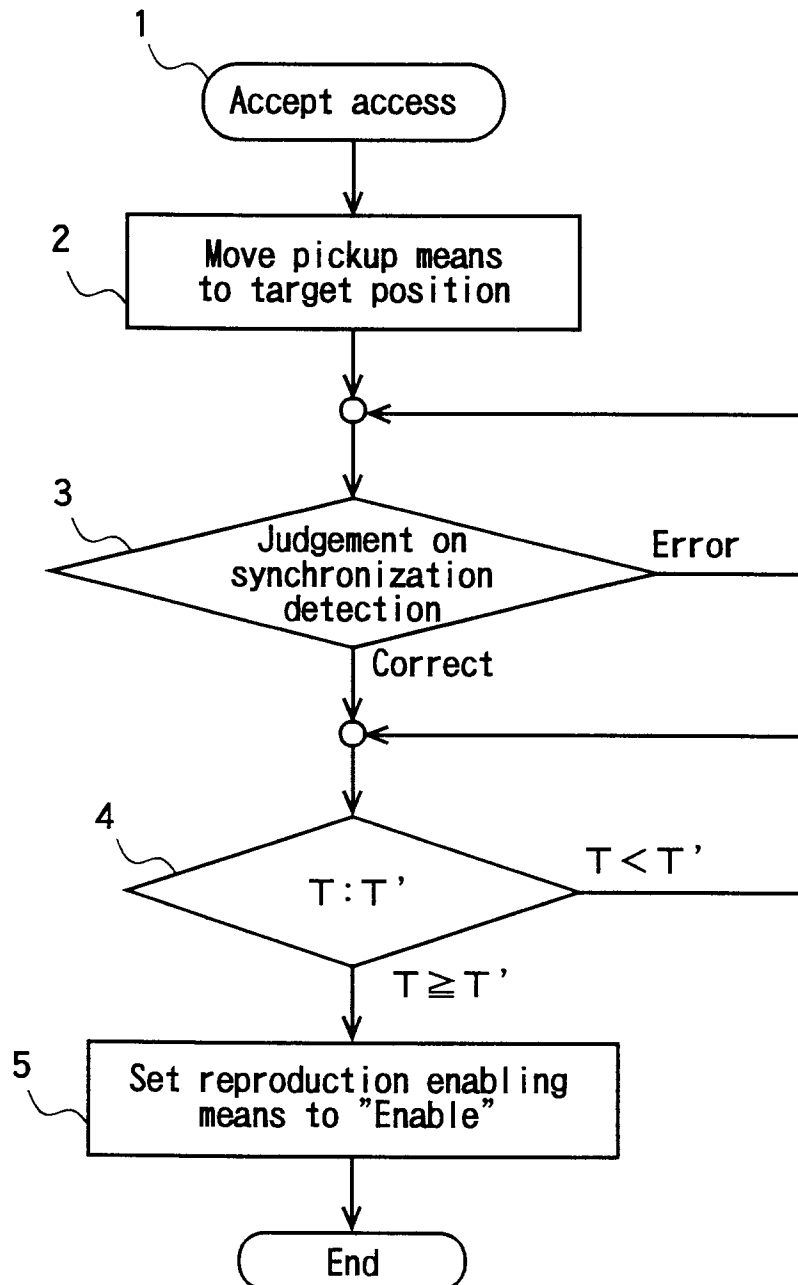 1
Accept access
2
Move pickup means
to target position
3
Judgement on
synchronization
detection
Error
Correct
4
T:T'
T<T'
T≧T'
5
Set reproduction enabling
means to "Enable"
End